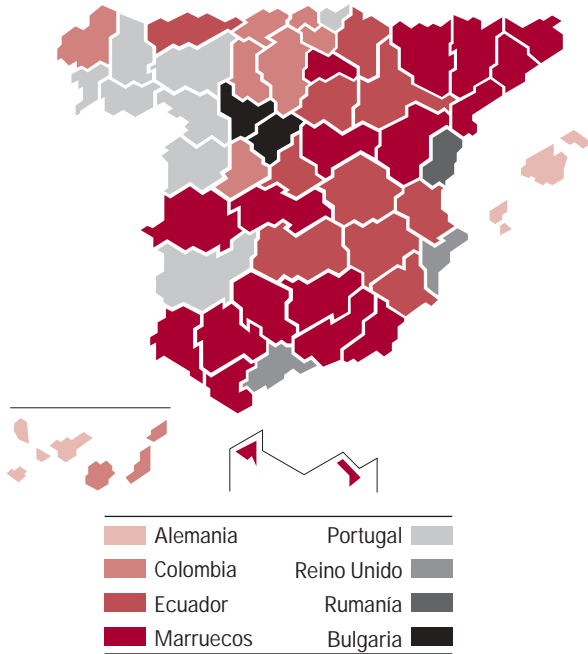 Alemania
Portugal
Colombia
Reino Unido
Ecuador
Rumanía
Marruecos
Bulgaria